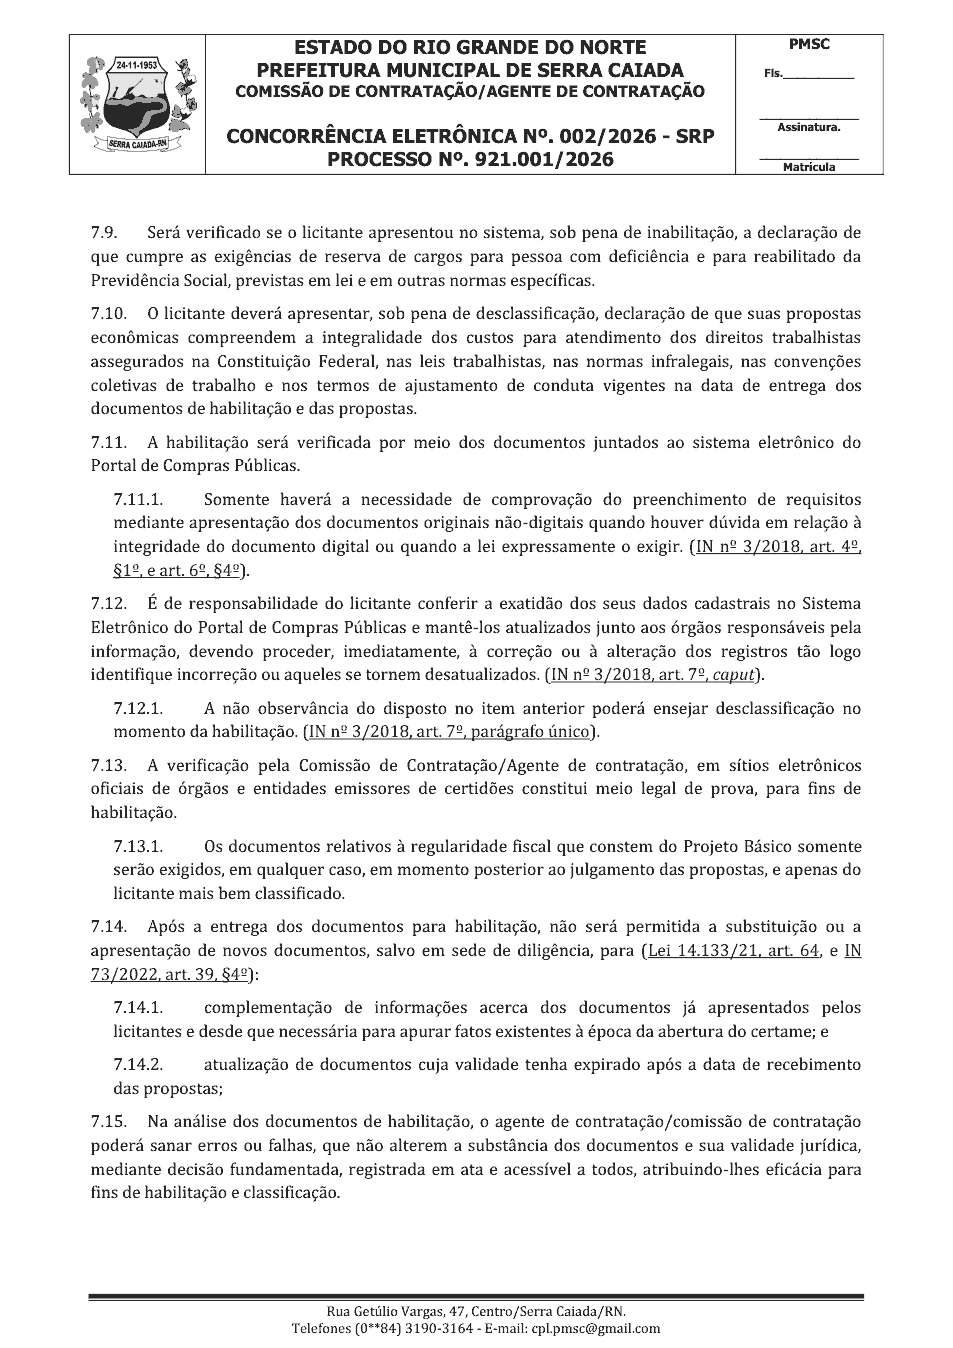 24-11-1953
SERRA CAIADA-RN
ESTADO DO RIO GRANDE DO NORTE
PREFEITURA MUNICIPAL DE SERRA CAIADA
COMISSÃO DE CONTRATAÇÃO/AGENTE DE CONTRATAÇÃO
CONCORRÊNCIA ELETRÔNICA Nº. 002/2026 - SRP
PROCESSO Nº. 921.001/2026
PMSC
Fls.____________
Assinatura.
Matrícula
7.9. Será verificado se o licitante apresentou no sistema, sob pena de inabilitação, a declaração de
que cumpre as exigências de reserva de cargos para pessoa com deficiência e para reabilitado da
Previdência Social, previstas em lei e em outras normas específicas.
7.10. O licitante deverá apresentar, sob pena de desclassificação, declaração de que suas propostas
econômicas compreendem a integralidade dos custos para atendimento dos direitos trabalhistas
assegurados na Constituição Federal, nas leis trabalhistas, nas normas infralegais, nas convenções
coletivas de trabalho e nos termos de ajustamento de conduta vigentes na data de entrega dos
documentos de habilitação e das propostas.
7.11. A habilitação será verificada por meio dos documentos juntados ao sistema eletrônico do
Portal de Compras Públicas.
7.11.1. Somente haverá a necessidade de comprovação do preenchimento de requisitos
mediante apresentação dos documentos originais não-digitais quando houver dúvida em relação à
integridade do documento digital ou quando a lei expressamente o exigir. (IN nº 3/2018, art. 4º,
§1º, e art. 6º, §4º).
7.12. É de responsabilidade do licitante conferir a exatidão dos seus dados cadastrais no Sistema
Eletrônico do Portal de Compras Públicas e mantê-los atualizados junto aos órgãos responsáveis pela
informação, devendo proceder, imediatamente, à correção ou à alteração dos registros tão logo
identifique incorreção ou aqueles se tornem desatualizados. (IN nº 3/2018, art. 7º, caput).
7.12.1. A não observância do disposto no item anterior poderá ensejar desclassificação no
momento da habilitação. (IN nº 3/2018, art. 7º, parágrafo único).
7.13. A verificação pela Comissão de Contratação/Agente de contratação, em sítios eletrônicos
oficiais de órgãos e entidades emissores de certidões constitui meio legal de prova, para fins de
habilitação.
7.13.1. Os documentos relativos à regularidade fiscal que constem do Projeto Básico somente
serão exigidos, em qualquer caso, em momento posterior ao julgamento das propostas, e apenas do
licitante mais bem classificado.
7.14. Após a entrega dos documentos para habilitação, não será permitida a substituição ou a
apresentação de novos documentos, salvo em sede de diligência, para (Lei 14.133/21, art. 64, e IN
73/2022, art. 39, §4º):
7.14.1. complementação de informações acerca dos documentos já apresentados pelos
licitantes e desde que necessária para apurar fatos existentes à época da abertura do certame; e
7.14.2. atualização de documentos cuja validade tenha expirado após a data de recebimento
das propostas;
7.15. Na análise dos documentos de habilitação, o agente de contratação/comissão de contratação
poderá sanar erros ou falhas, que não alterem a substância dos documentos e sua validade jurídica,
mediante decisão fundamentada, registrada em ata e acessível a todos, atribuindo-lhes eficácia para
fins de habilitação e classificação.
Rua Getúlio Vargas, 47, Centro/Serra Caiada/RN.
Telefones (0**84) 3190-3164 - E-mail: cpl.pmsc@gmail.com